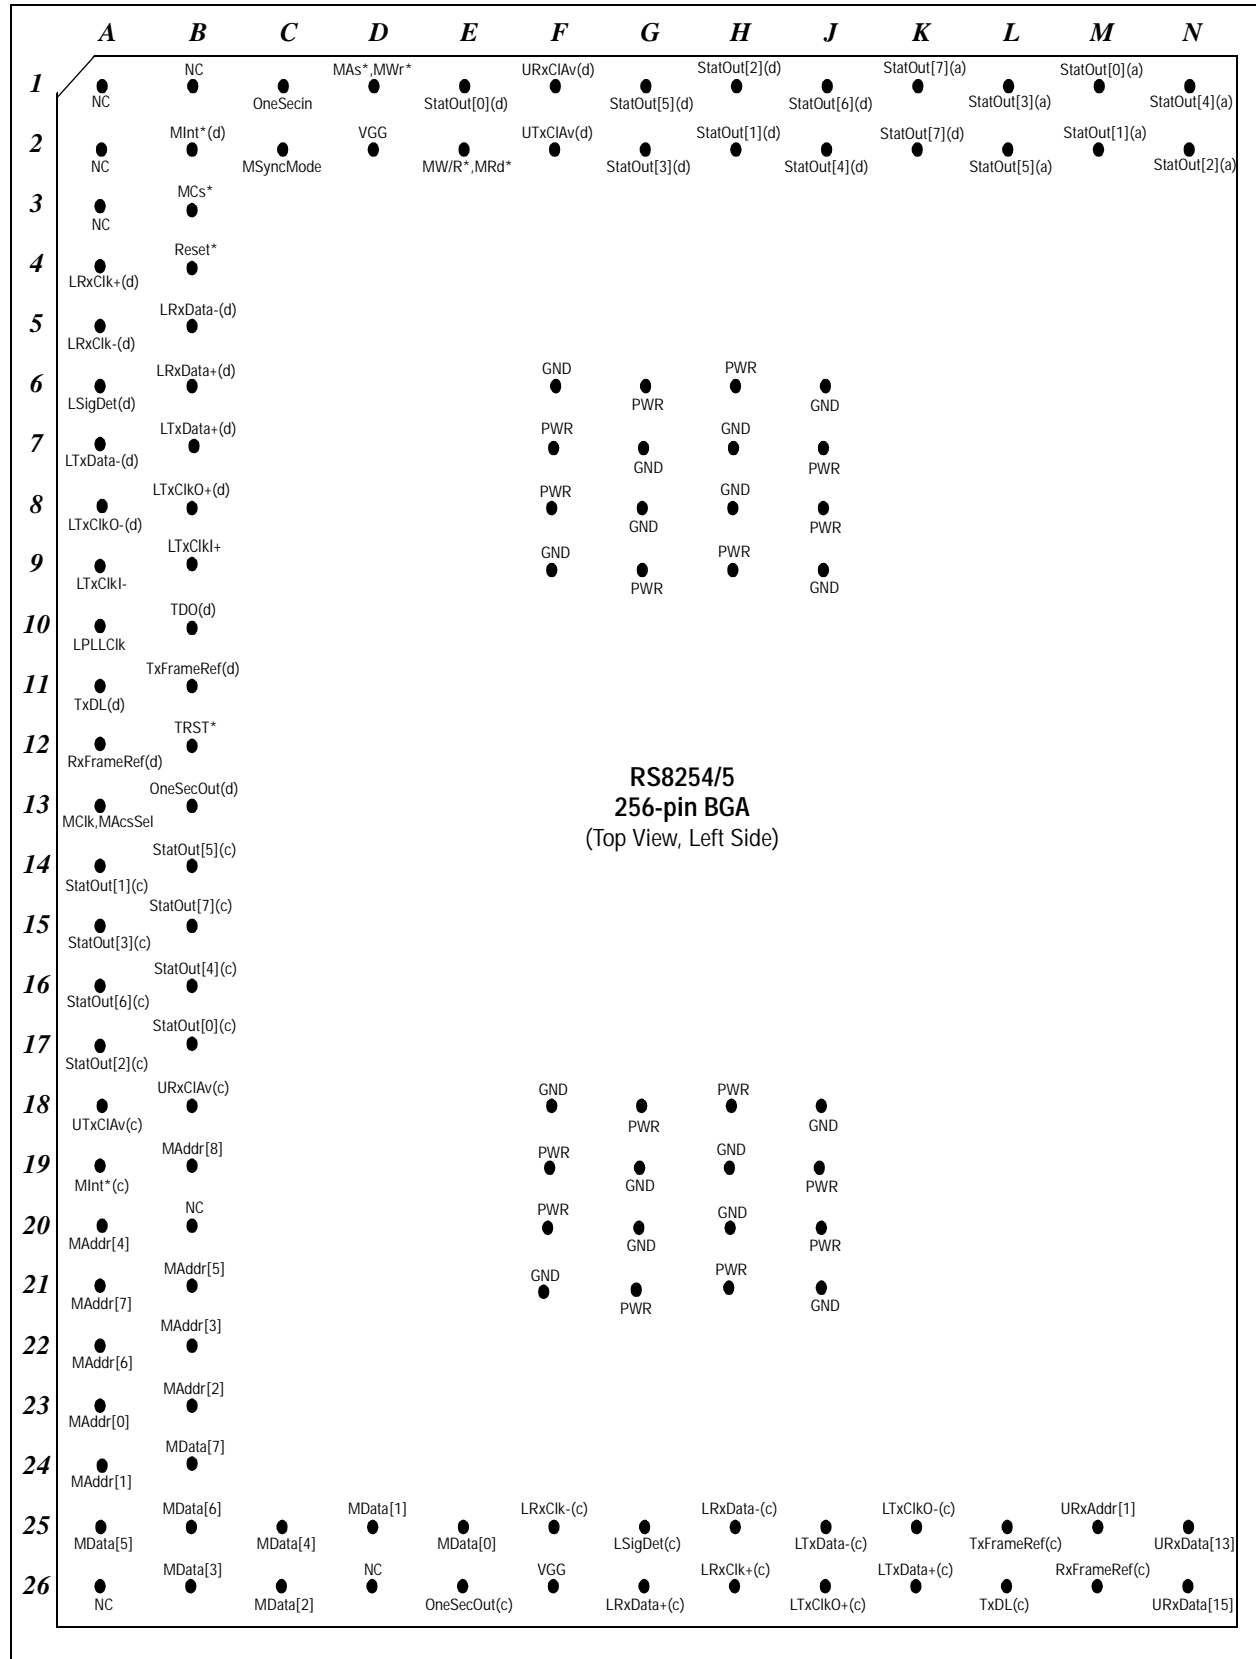 A B C D E F G H J K L M N
NC MAs*,MWr* URxClAv(d) StatOut[2](d) StatOut[7](a) StatOut[0](a)
1
NC OneSecin StatOut[0](d) StatOut[5](d) StatOut[6](d) StatOut[3](a) StatOut[4](a)
MInt*(d) VGG UTxClAv(d) StatOut[1](d) StatOut[7](d) StatOut[1](a)
2
NC MSyncMode MW/R*,MRd* StatOut[3](d) StatOut[4](d) StatOut[5](a) StatOut[2](a)
MCs*
3
NC
Reset*
4
LRxClk+(d)
LRxData-(d)
5
LRxClk-(d)
LRxData+(d) GND PWR
6
LSigDet(d) PWR GND
LTxData+(d) PWR GND
7
LTxData-(d) GND PWR
LTxClkO+(d) PWR GND
8
LTxClkO-(d) GND PWR
LTxClkI+ GND PWR
9
LTxClkI- PWR GND
TDO(d)
10
LPLLClk
TxFrameRef(d)
11
TxDL(d)
TRST*
12
RxFrameRef(d)
RS8254/5
256-pin BGA
(Top View, Left Side)
OneSecOut(d)
13
MClk,MAcsSel
StatOut[5](c)
14
StatOut[1](c)
StatOut[7](c)
15
StatOut[3](c)
StatOut[4](c)
16
StatOut[6](c)
StatOut[0](c)
17
StatOut[2](c)
URxClAv(c) GND PWR
18
UTxClAv(c) PWR GND
MAddr[8] PWR GND
19
MInt*(c) GND PWR
NC PWR GND
20
MAddr[4] GND PWR
MAddr[5] GND PWR
21
MAddr[7] PWR GND
MAddr[3]
22
MAddr[6]
MAddr[2]
23
MAddr[0]
MData[7]
24
MAddr[1]
MData[6] MData[1] LRxClk-(c) LRxData-(c) LTxClkO-(c) URxAddr[1]
25
MData[5] MData[4] MData[0] LSigDet(c) LTxData-(c) TxFrameRef(c) URxData[13]
MData[3] NC VGG LRxClk+(c) LTxData+(c) RxFrameRef(c)
26
NC MData[2] OneSecOut(c) LRxData+(c) LTxClkO+(c) TxDL(c) URxData[15]